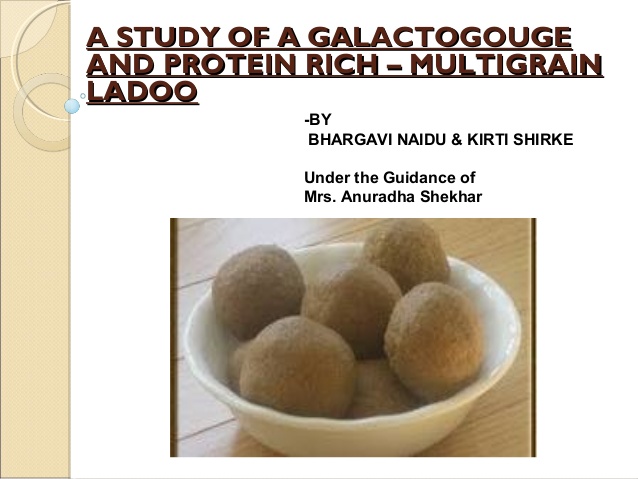 A STUDY OF A GALACTOGOUGE
AND PROTEIN RICH – MULTIGRAIN
LADOO
-BY
BHARGAVI NAIDU & KIRTI SHIRKE
Under the Guidance of
Mrs. Anuradha Shekhar